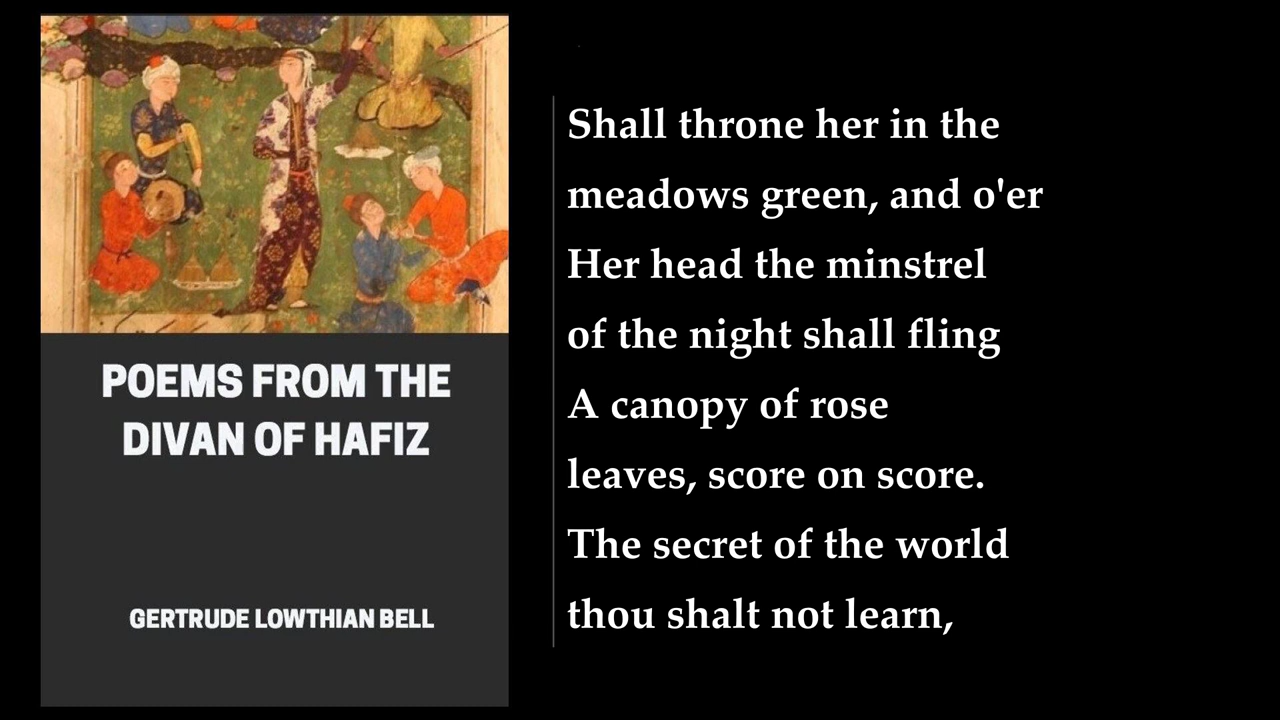 POEMS FROM THE
DIVAN OF HAFIZ
GERTRUDE LOWTHIAN BELL
Shall throne her in the
meadows green, and o'er
Her head the minstrel
of the night shall fling
A canopy of rose
leaves, score on score.
The secret of the world
thou shalt not learn,